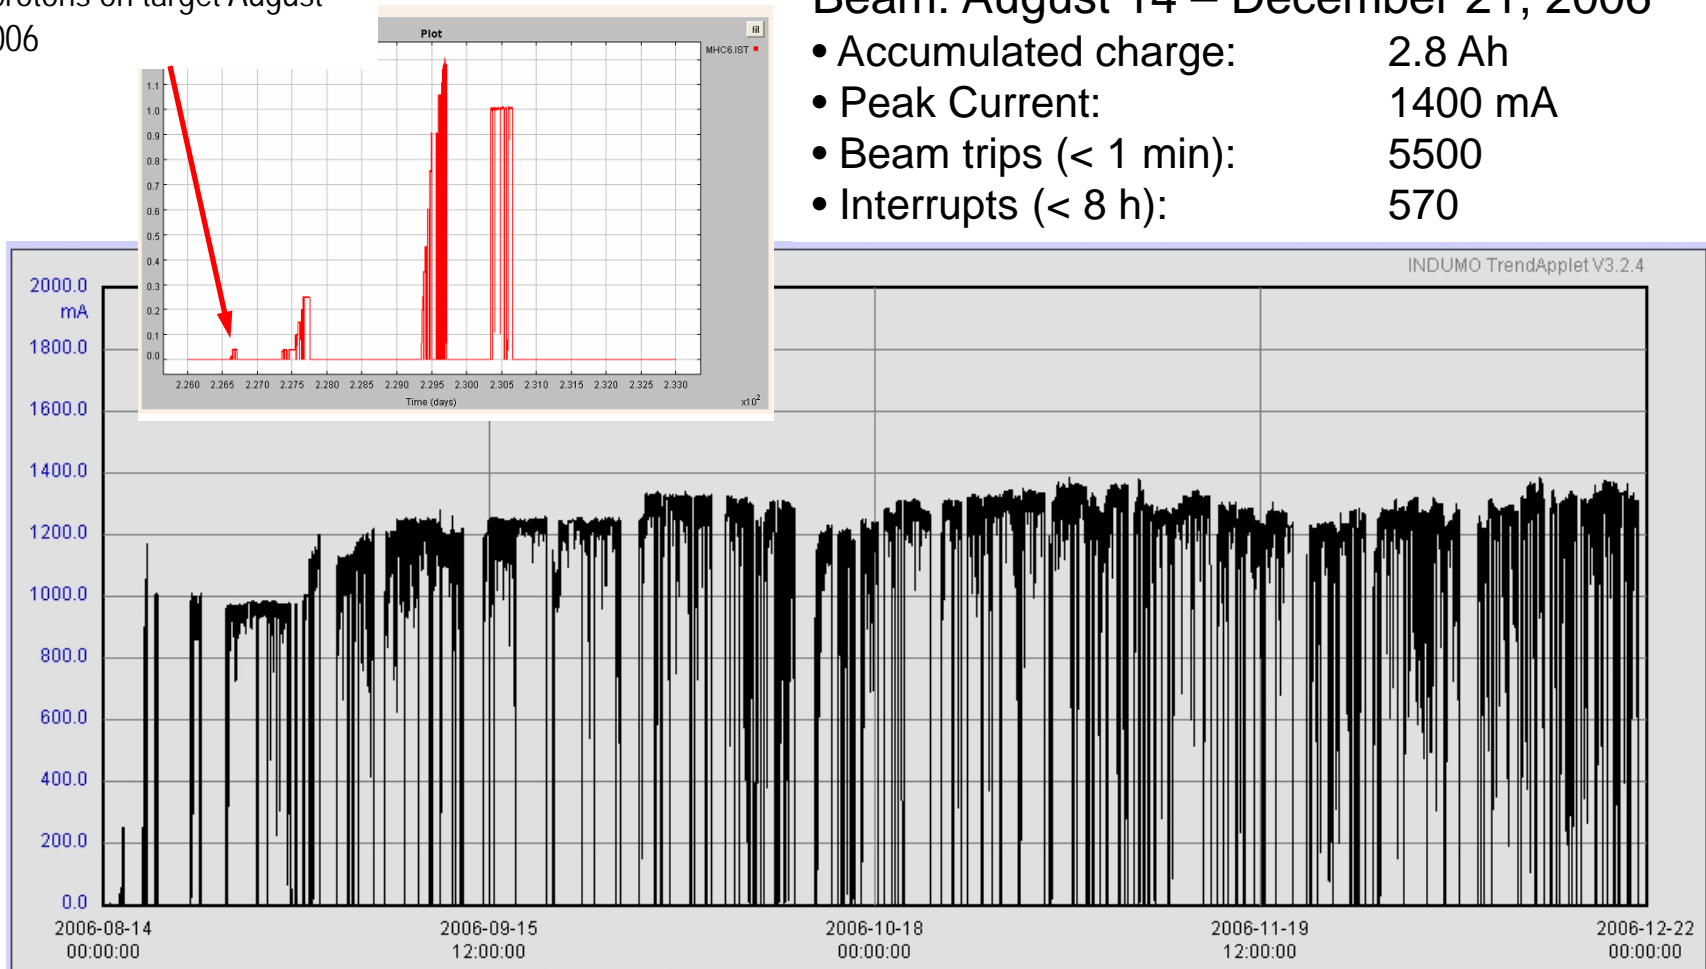 protons on target August
006
Beam: August 14 – December 21, 2006
• Accumulated charge: 2.8 Ah
• Peak Current: 1400 mA
• Beam trips (< 1 min): 5500
• Interrupts (< 8 h): 570
Plot
fill
MHC6.IST
1.1
1.0
0.9
0.8
0.7
0.6
0.5
0.4
0.3
0.2
0.1
0.0
2.260 2.265 2.270 2.275 2.280 2.285 2.290 2.295 2.300 2.305 2.310 2.315 2.320 2.325 2.330
Time (days)
x10²
INDUMO TrendApplet V3.2.4
2000.0
mA
1800.0
1600.0
1400.0
1200.0
1000.0
800.0
600.0
400.0
200.0
0.0
2006-08-14 2006-09-15 2006-10-18 2006-11-19 2006-12-22
00:00:00 12:00:00 00:00:00 12:00:00 00:00:00